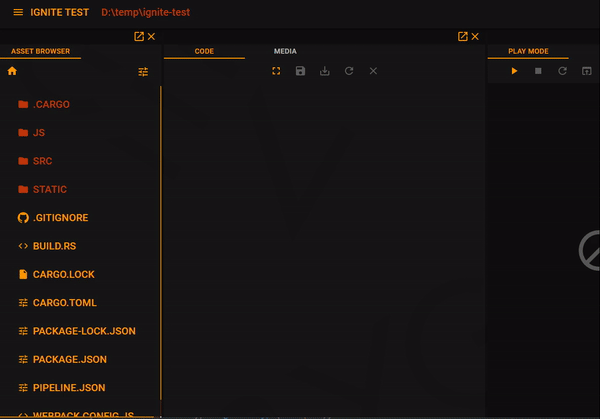 IGNITE TEST D:\temp\ignite-test
ASSET BROWSER
CODE MEDIA
PLAY MODE
.CARGO
JS
SRC
STATIC
.GITIGNORE
BUILD.RS
CARGO.LOCK
CARGO.TOML
PACKAGE-LOCK.JSON
PACKAGE.JSON
PIPELINE.JSON
WEBPACK.CONFIG.JS